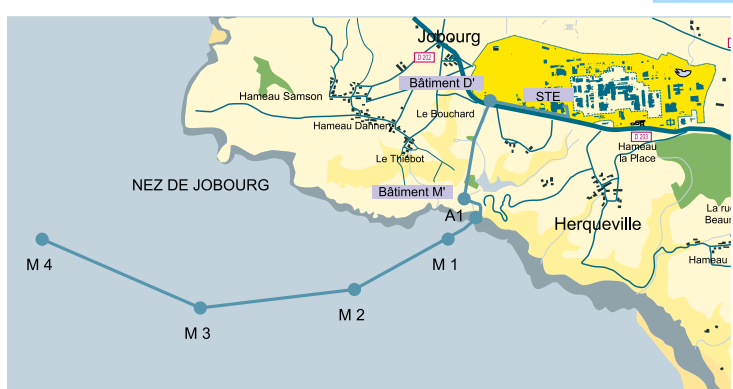 Jobourg
D 202
Bâtiment D'
STE
Hameau Samson
Le Bouchard
Hameau Dannery
D 203
Hameau
la Place
Le Thiébot
NEZ DE JOBOURG
Bâtiment M'
A1
La rue
Beaum
Herqueville
Hameau
M 4
M 1
M 2
M 3